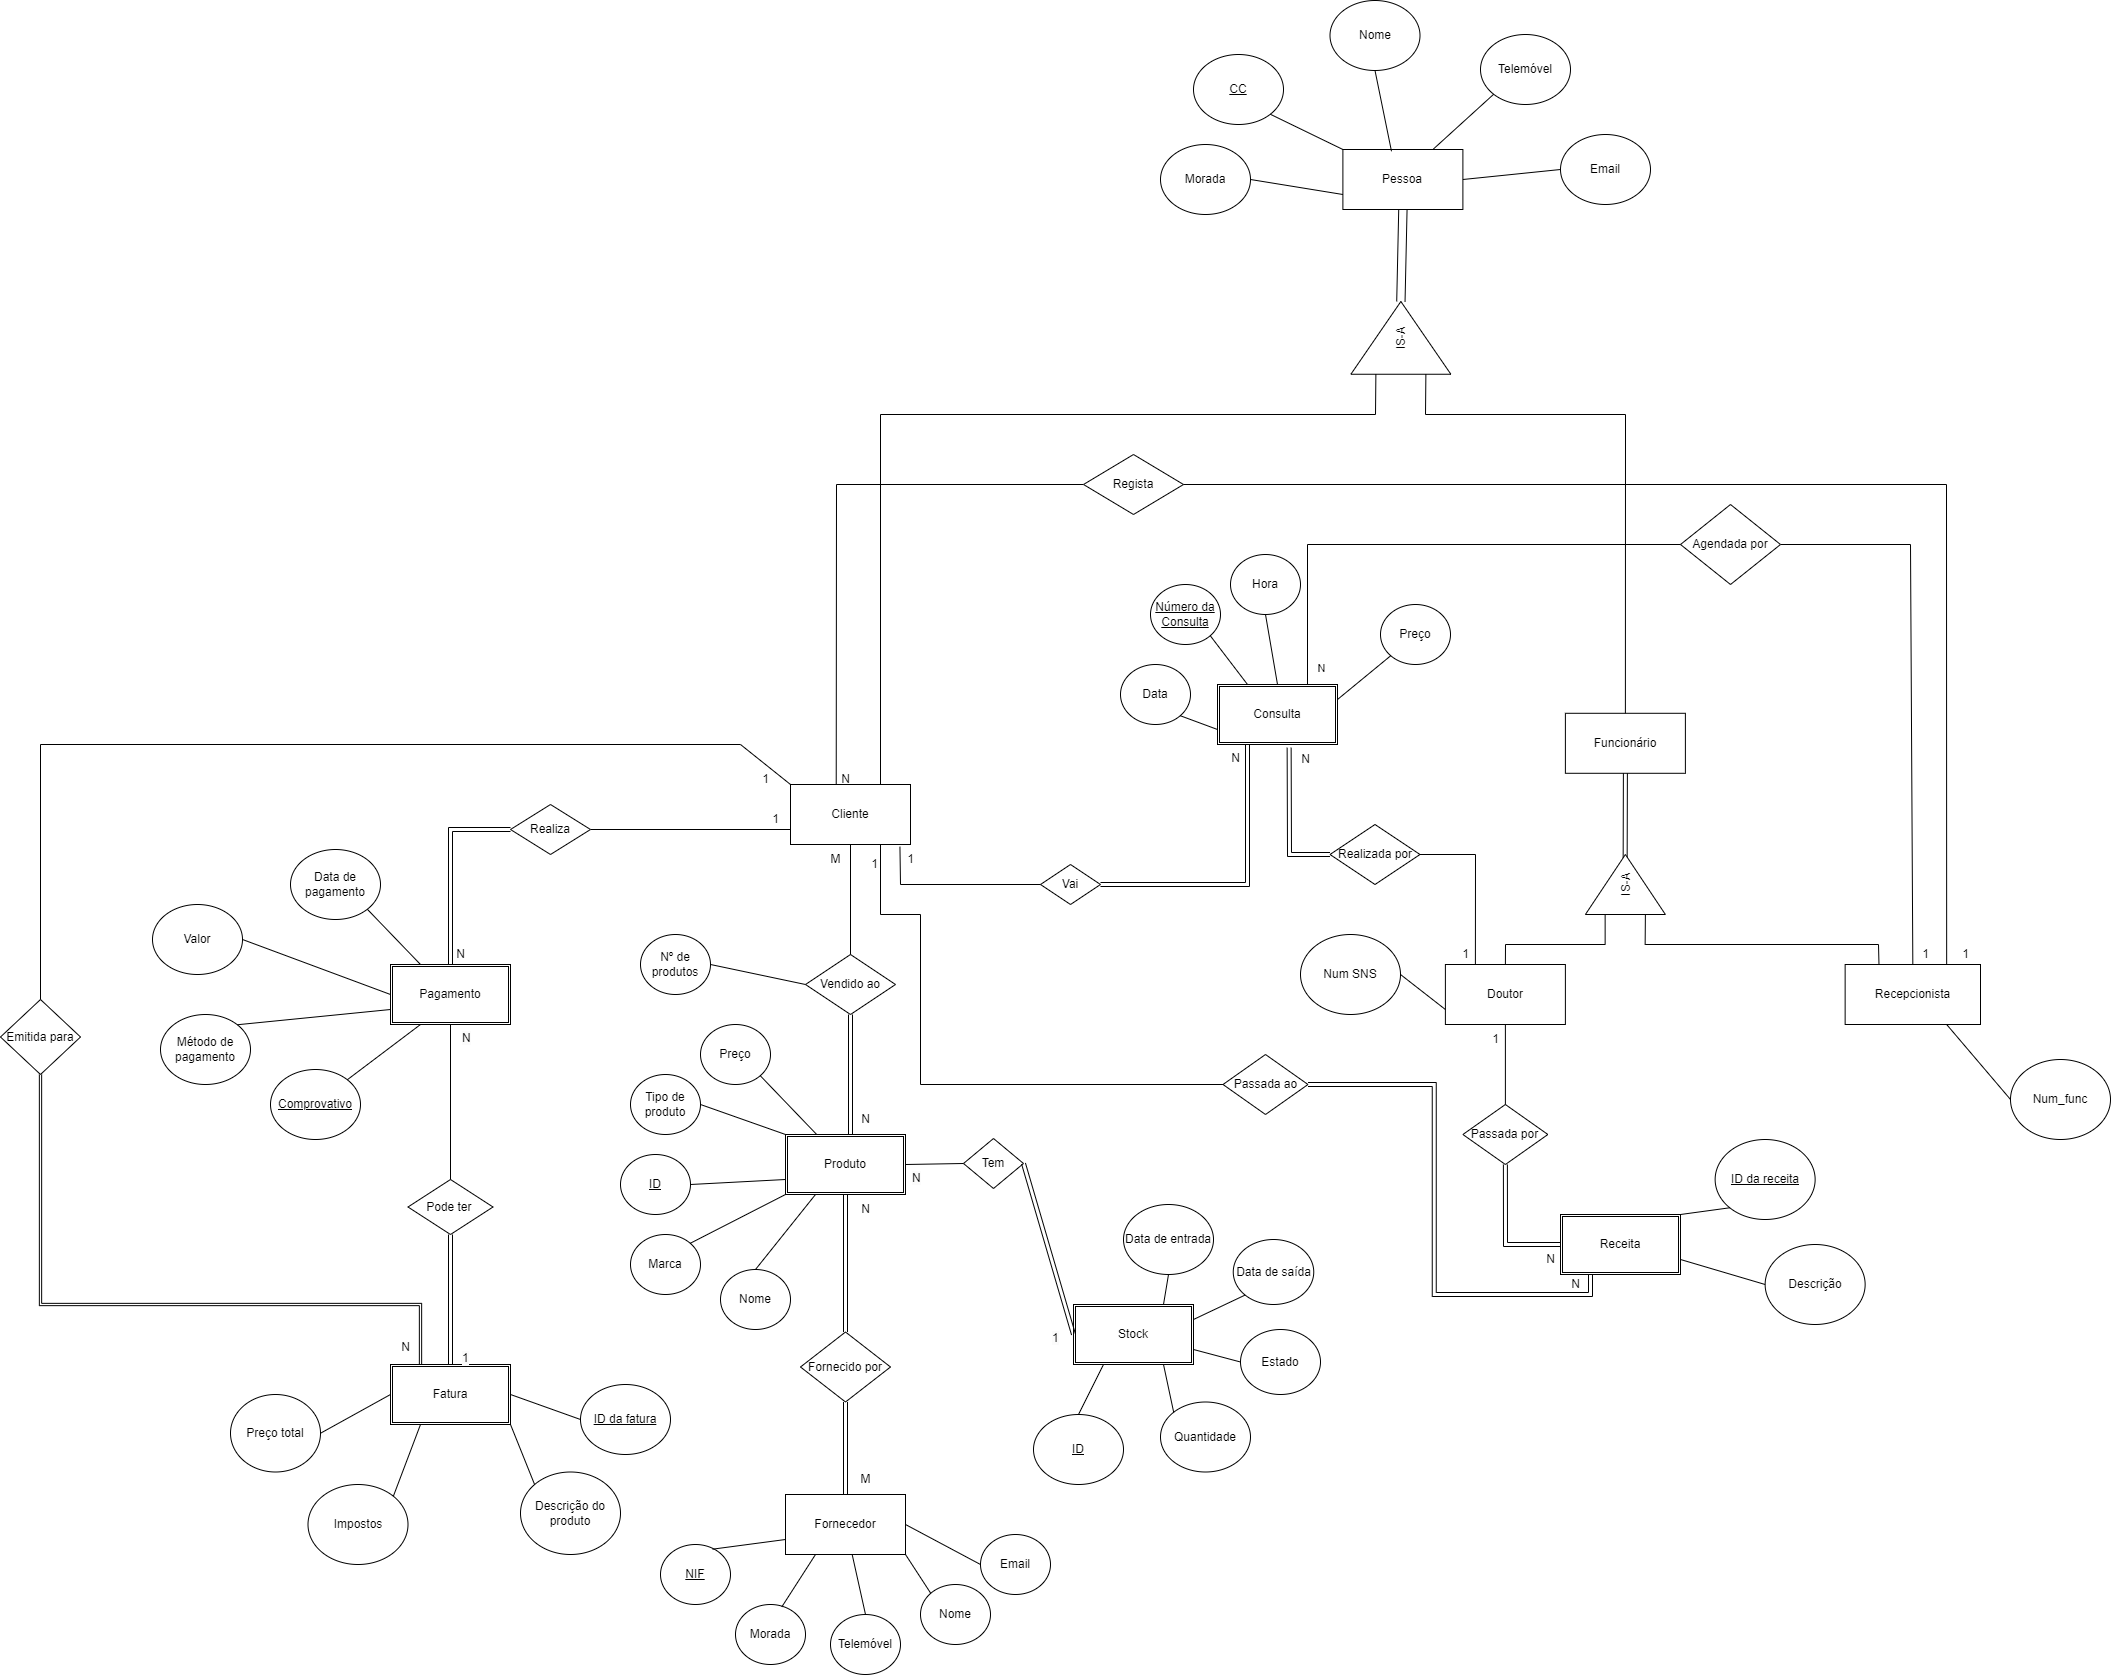 Nome
Telemóvel
CC
Email
Morada
Pessoa
IS-A
Regista
Agendada por
Hora
Número da
Consulta
Preço
Data
N
Consulta
Funcionário
N
N
1
N
Cliente
1
Realiza
M
1
1
Realizada por
Vai
IS-A
Data de
pagamento
Valor
N
Nº de
produtos
Vendido ao
1
1
1
Num SNS
Doutor
Recepcionista
Pagamento
Emitida para
Método de
pagamento
N
1
Preço
Passada ao
Comprovativo
Tipo de
produto
Num_func
N
Passada por
Produto
Tem
N
ID
ID da receita
Pode ter
N
Data de entrada
Receita
N
Marca
Data de saída
N
Descrição
Nome
1
Stock
N
1
Fornecido por
Estado
Fatura
ID da fatura
Preço total
Quantidade
ID
M
Descrição do
produto
Impostos
Fornecedor
Email
NIF
Nome
Morada
Telemóvel